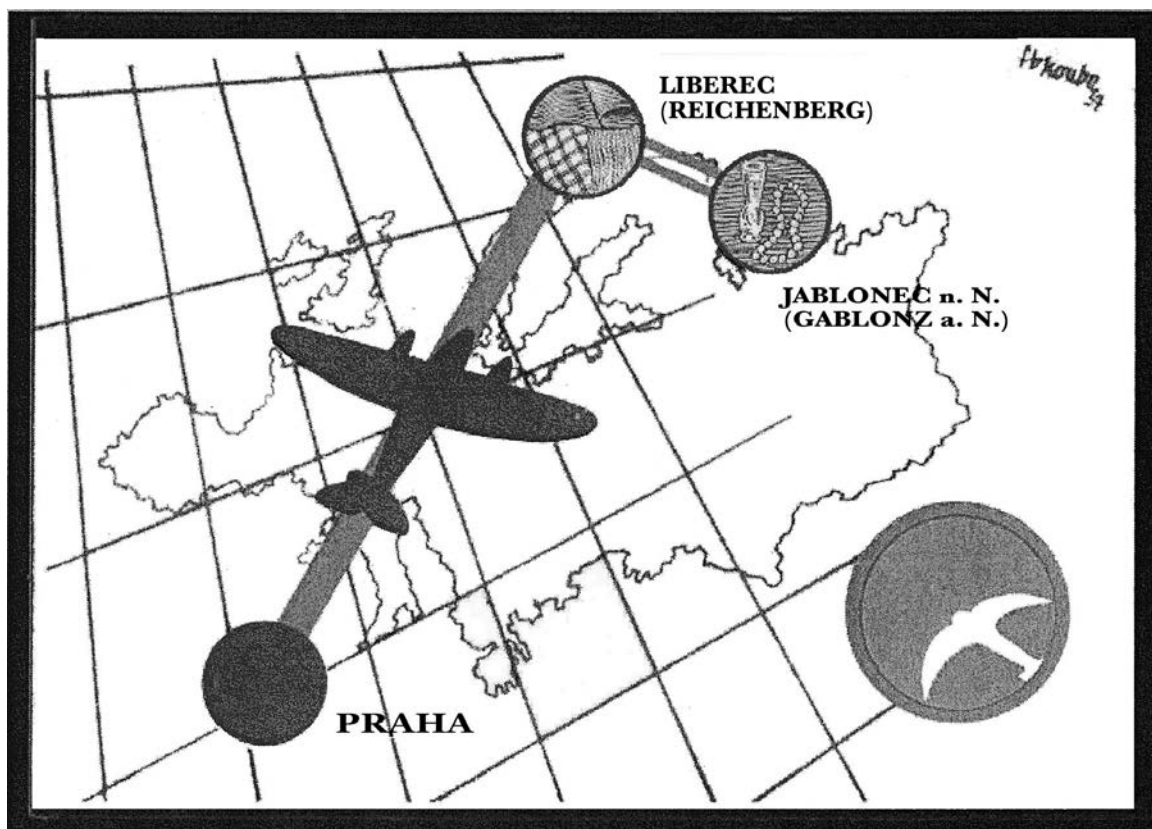 LIBEREC
(REICHENBERG)
JABLONEC n. N.
(GABLONZ a. N.)
PRAHA